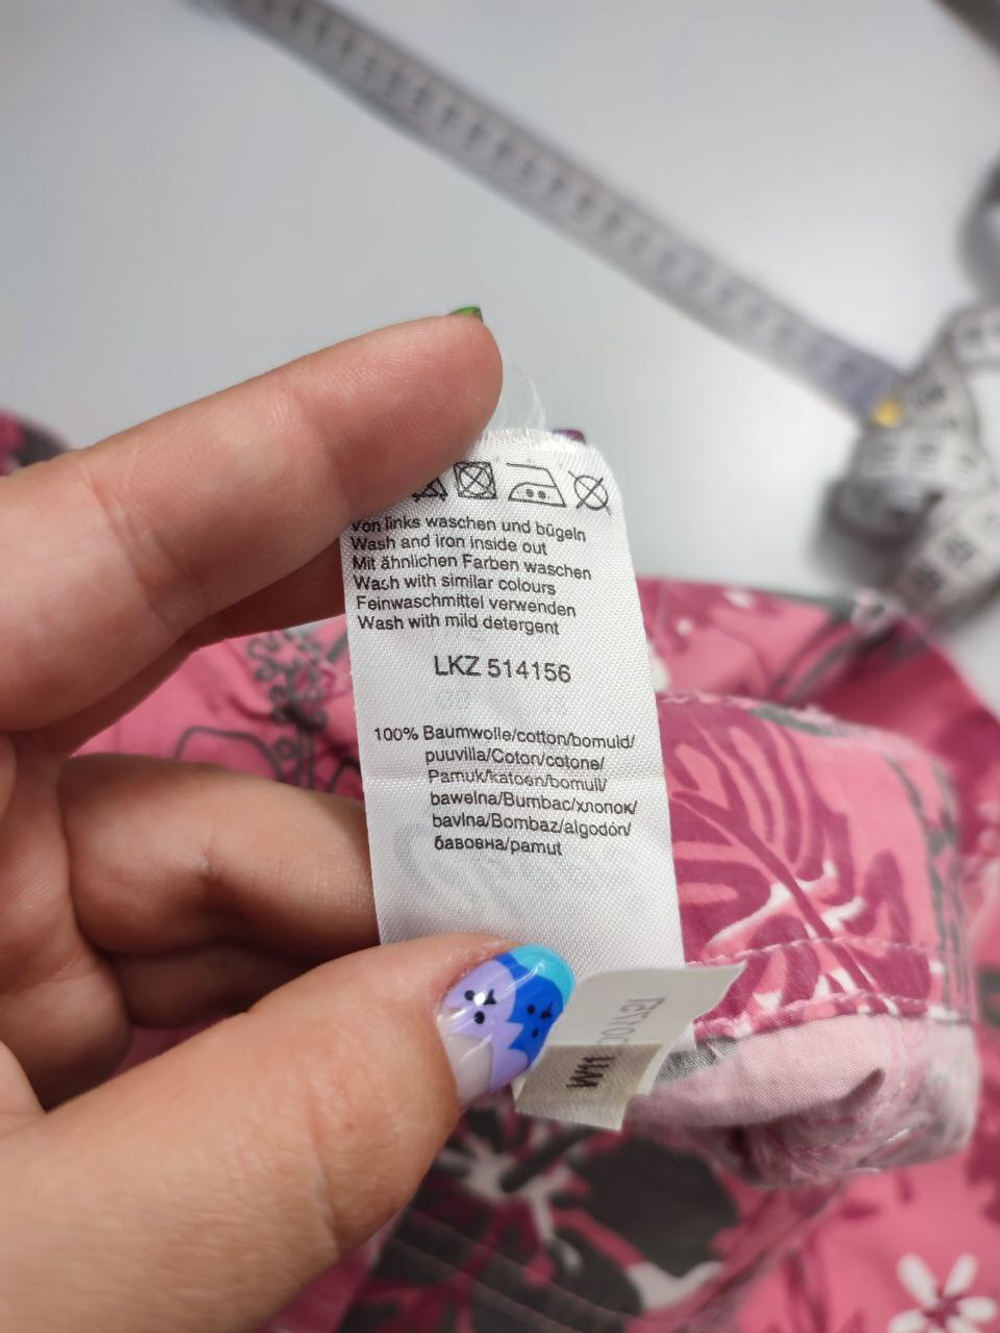 Von links waschen und bügeln
Wash and iron inside out
Mit ähnlichen Farben waschen
Wash with similar colours
Feinwaschmittel verwenden
Wash with mild detergent
LKZ 514156
100% Baumwolle/cotton/bomuld/
puuvilla/Coton/cotone/
Pamuk/katoen/bomull/
bawełna/Bumbac/хлопок/
bavlna/Bombaz/algodón/
бавовна/pamut